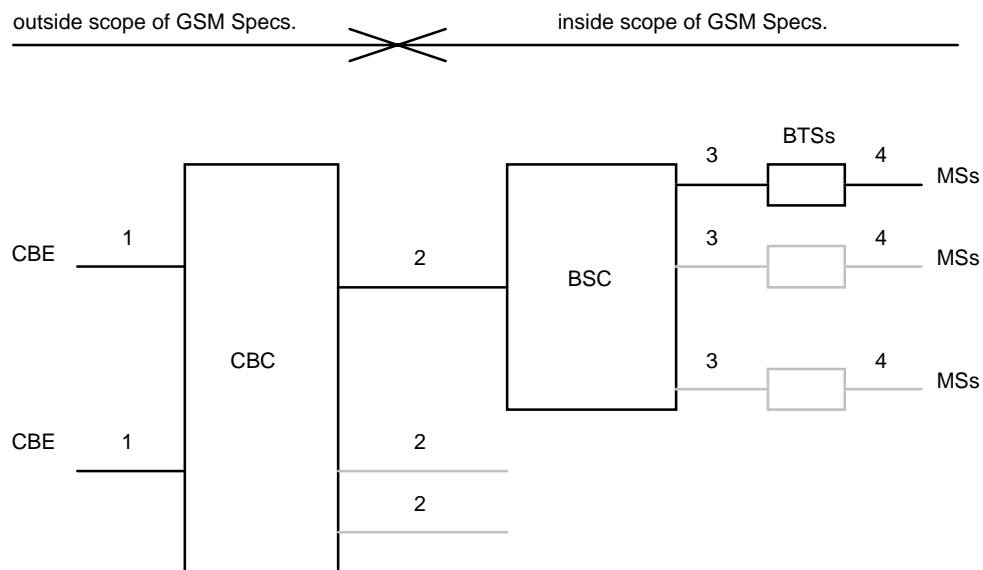 outside scope of GSM Specs.
inside scope of GSM Specs.
BTSs
3
4
MSs
1
CBE
2
3
4
MSs
BSC
CBC
3
4
MSs
CBE
1
2
2